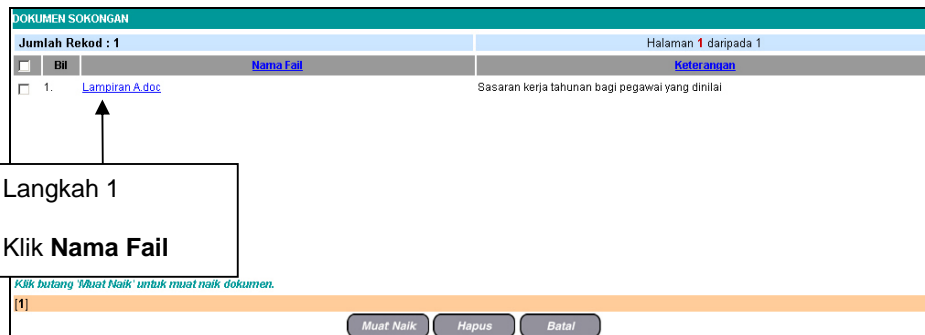 DOKUMEN SOKONGAN
Jumlah Rekod : 1 Halaman 1 daripada 1
Bil Nama Fail Keterangan
1. Lampiran A.doc Sasaran kerja tahunan bagi pegawai yang dinilai
Langkah 1
Klik Nama Fail
Klik butang 'Muat Naik' untuk muat naik dokumen.
[1]
Muat Naik Hapus Batal